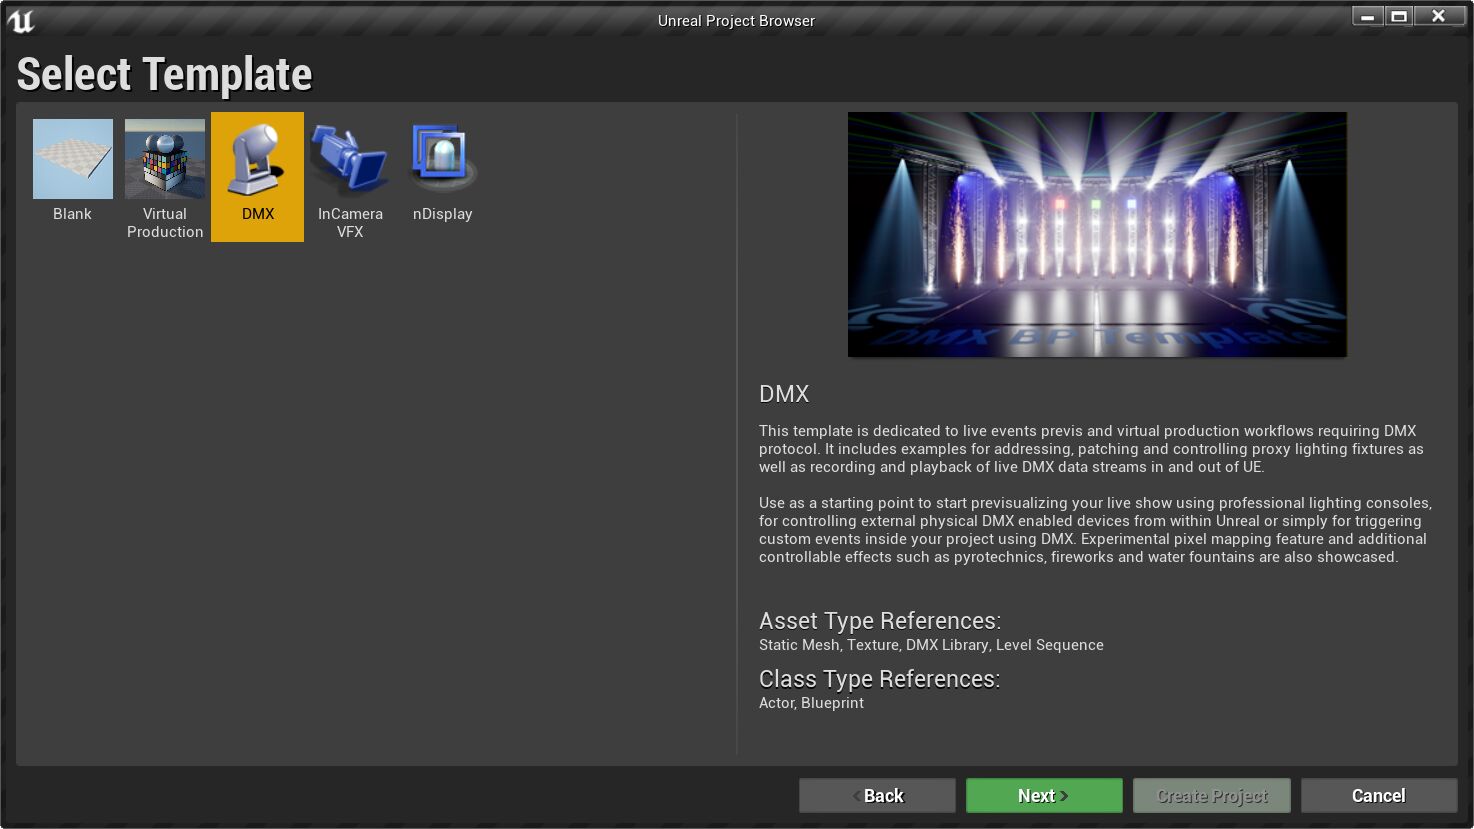 Unreal Project Browser
Select Template
Blank
Virtual
Production
DMX
InCamera
VFX
nDisplay
DMX BP Template
DMX
This template is dedicated to live events previs and virtual production workflows requiring DMX
protocol. It includes examples for addressing, patching and controlling proxy lighting fixtures as
well as recording and playback of live DMX data streams in and out of UE.
Use as a starting point to start previsualizing your live show using professional lighting consoles,
for controlling external physical DMX enabled devices from within Unreal or simply for triggering
custom events inside your project using DMX. Experimental pixel mapping feature and additional
controllable effects such as pyrotechnics, fireworks and water fountains are also showcased.
Asset Type References:
Static Mesh, Texture, DMX Library, Level Sequence
Class Type References:
Actor, Blueprint
< Back
Next >
Create Project
Cancel